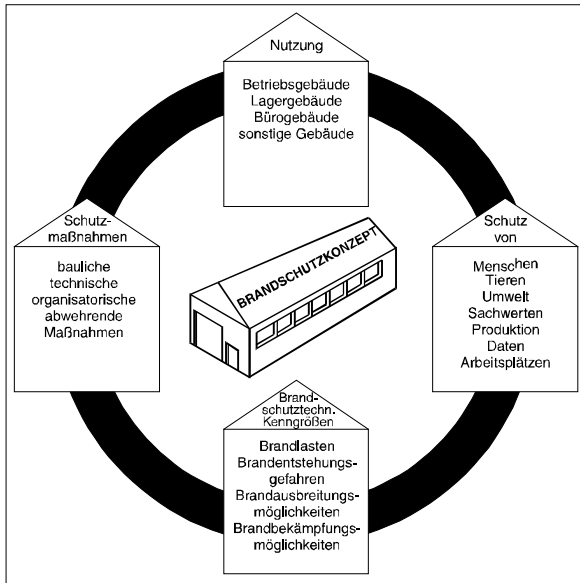 Nutzung
Betriebsgebäude
Lagergebäude
Bürogebäude
sonstige Gebäude
Schutz-
maßnahmen
bauliche
technische
organisatorische
abwehrende
Maßnahmen
BRANDSCHUTZKONZEPT
Schutz
von
Menschen
Tieren
Umwelt
Sachwerten
Produktion
Daten
Arbeitsplätzen
Brand-
schutztechn.
Kenngrößen
Brandlasten
Brandentstehungs-
gefahren
Brandausbreitungs-
möglichkeiten
Brandbekämpfungs-
möglichkeiten